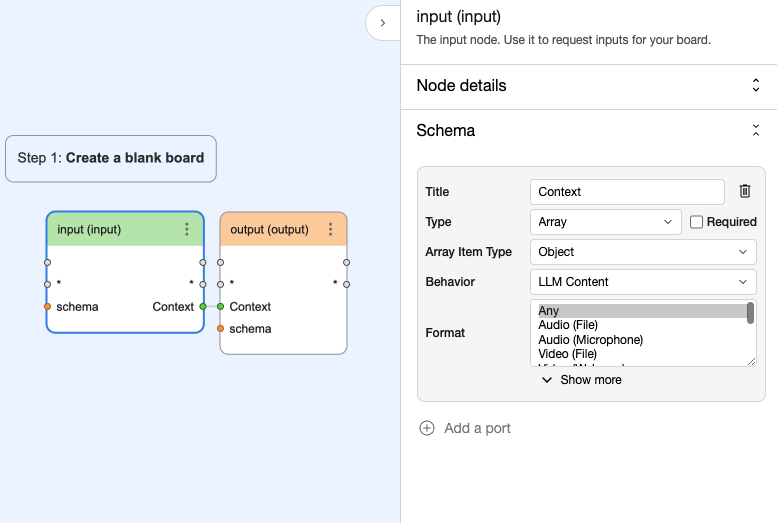 input (input)
The input node. Use it to request inputs for your board.
Node details
Schema
Step 1: Create a blank board
Title Context
Type Array Required
Array Item Type Object
Behavior LLM Content
Format Any
Audio (File)
Audio (Microphone)
Video (File)
Show more
Add a port
input (input)
* *
schema Context
output (output)
* *
Context
schema